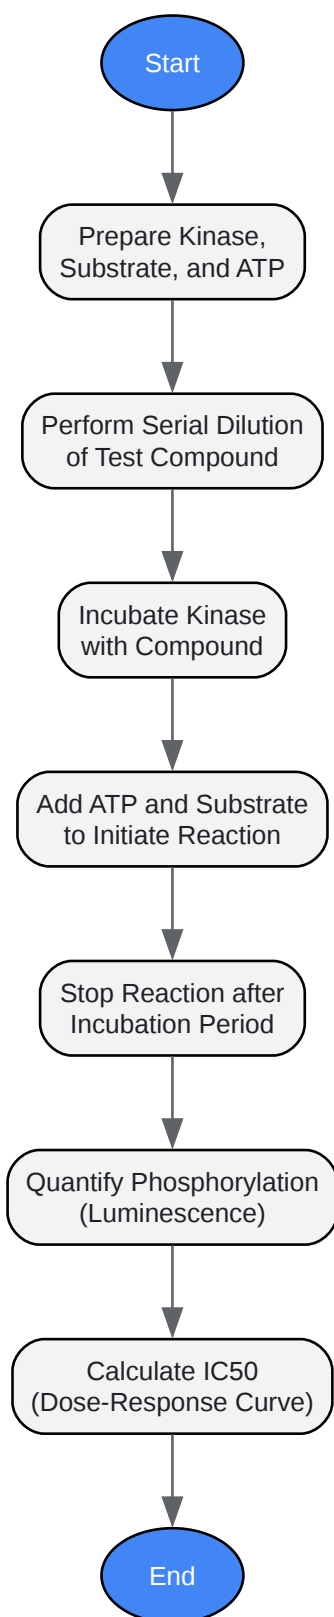 Start
Prepare Kinase,
Substrate, and ATP
Perform Serial Dilution
of Test Compound
Incubate Kinase
with Compound
Add ATP and Substrate
to Initiate Reaction
Stop Reaction after
Incubation Period
Quantify Phosphorylation
(Luminescence)
Calculate IC50
(Dose-Response Curve)
End